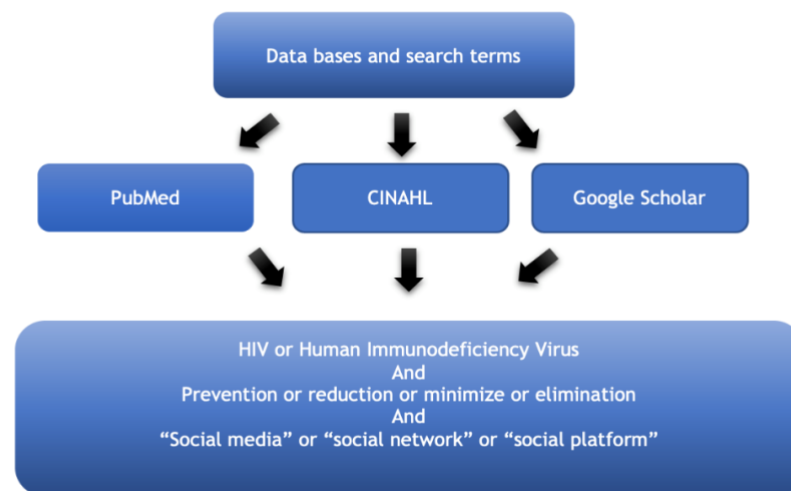 Data bases and search terms
PubMed
CINAHL
Google Scholar
HIV or Human Immunodeficiency Virus
And
Prevention or reduction or minimize or elimination
And
“Social media” or “social network” or “social platform”